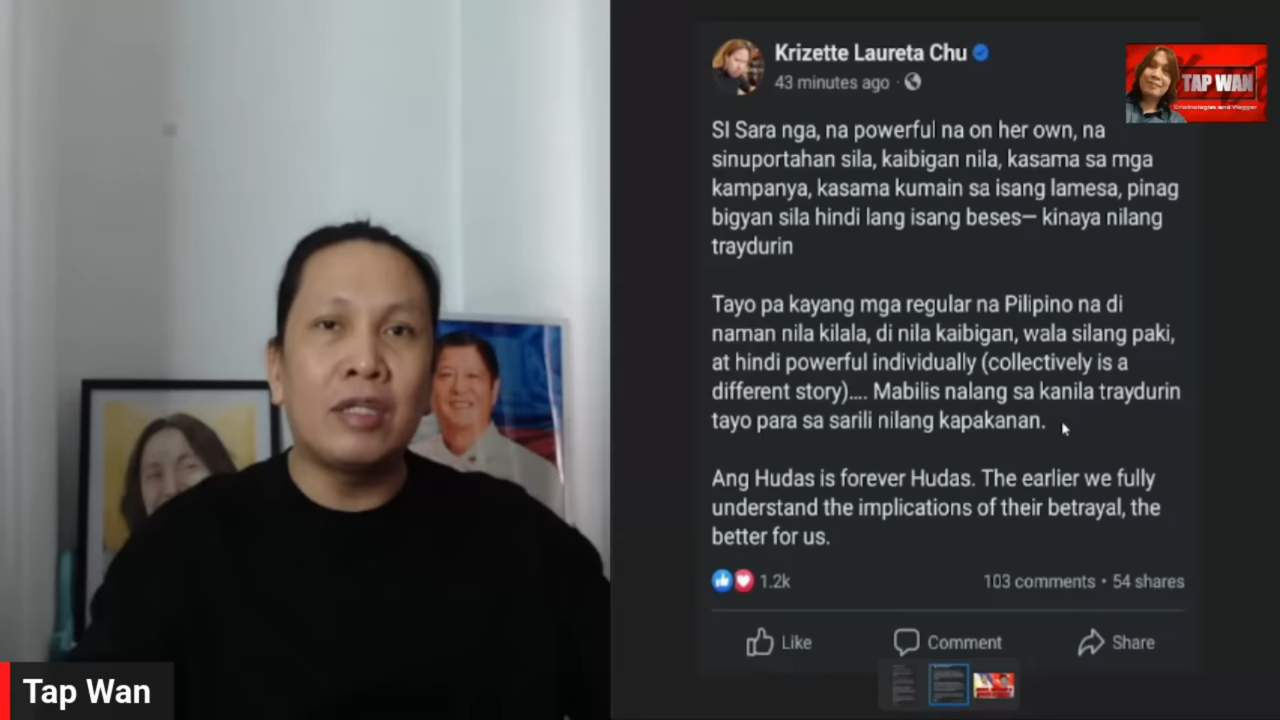 Krizette Laureta Chu
43 minutes ago
TAP WAN
SI Sara nga, na powerful na on her own, na
sinuportahan sila, kaibigan nila, kasama sa mga
kampanya, kasama kumain sa isang lamesa, pinag
bigyan sila hindi lang isang beses— kinaya nilang
traydurin
Tayo pa kayang mga regular na Pilipino na di
naman nila kilala, di nila kaibigan, wala silang paki,
at hindi powerful individually (collectively is a
different story).... Mabilis nalang sa kanila traydurin
tayo para sa sarili nilang kapakanan.
Ang Hudas is forever Hudas. The earlier we fully
understand the implications of their betrayal, the
better for us.
1.2k
103 comments • 54 shares
Like
Comment
Share
Tap Wan